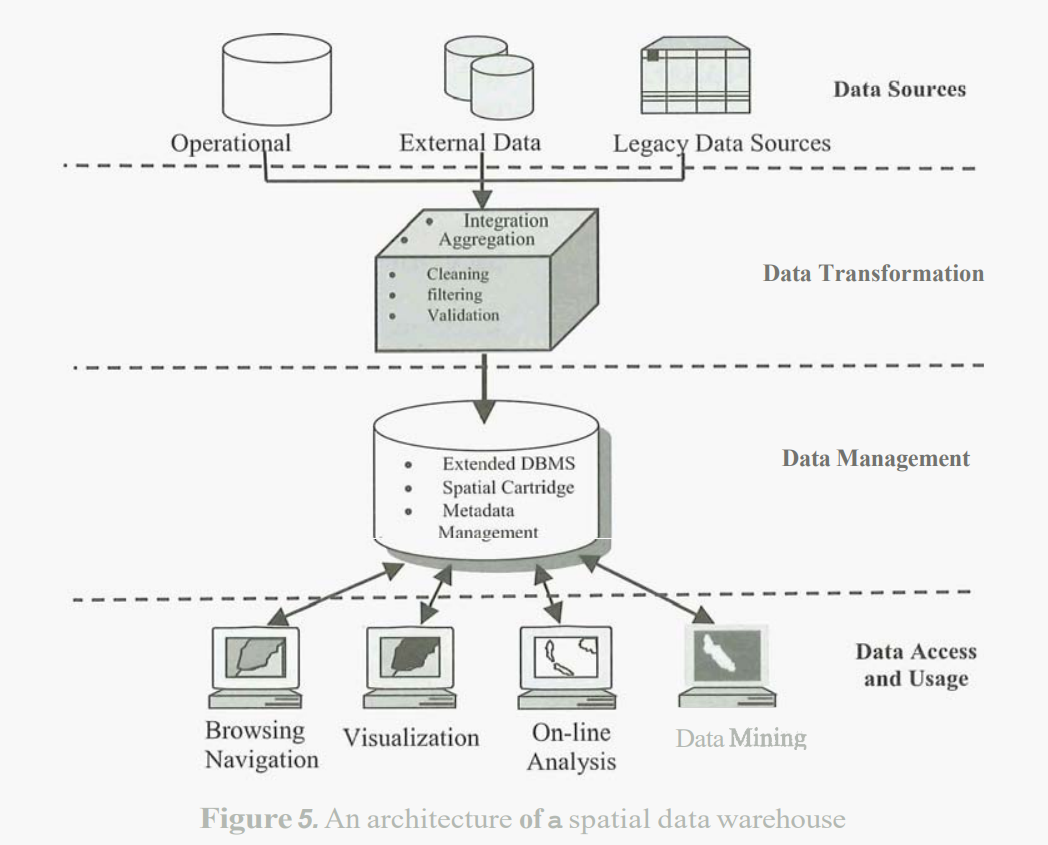 Data Sources
Operational
External Data
Legacy Data Sources
• Integration
• Aggregation
• Cleaning
• filtering
• Validation
Data Transformation
• Extended DBMS
• Spatial Cartridge
• Metadata
Management
Data Management
Data Access
and Usage
Browsing
Navigation
Visualization
On-line
Analysis
Data Mining
Figure 5. An architecture of a spatial data warehouse